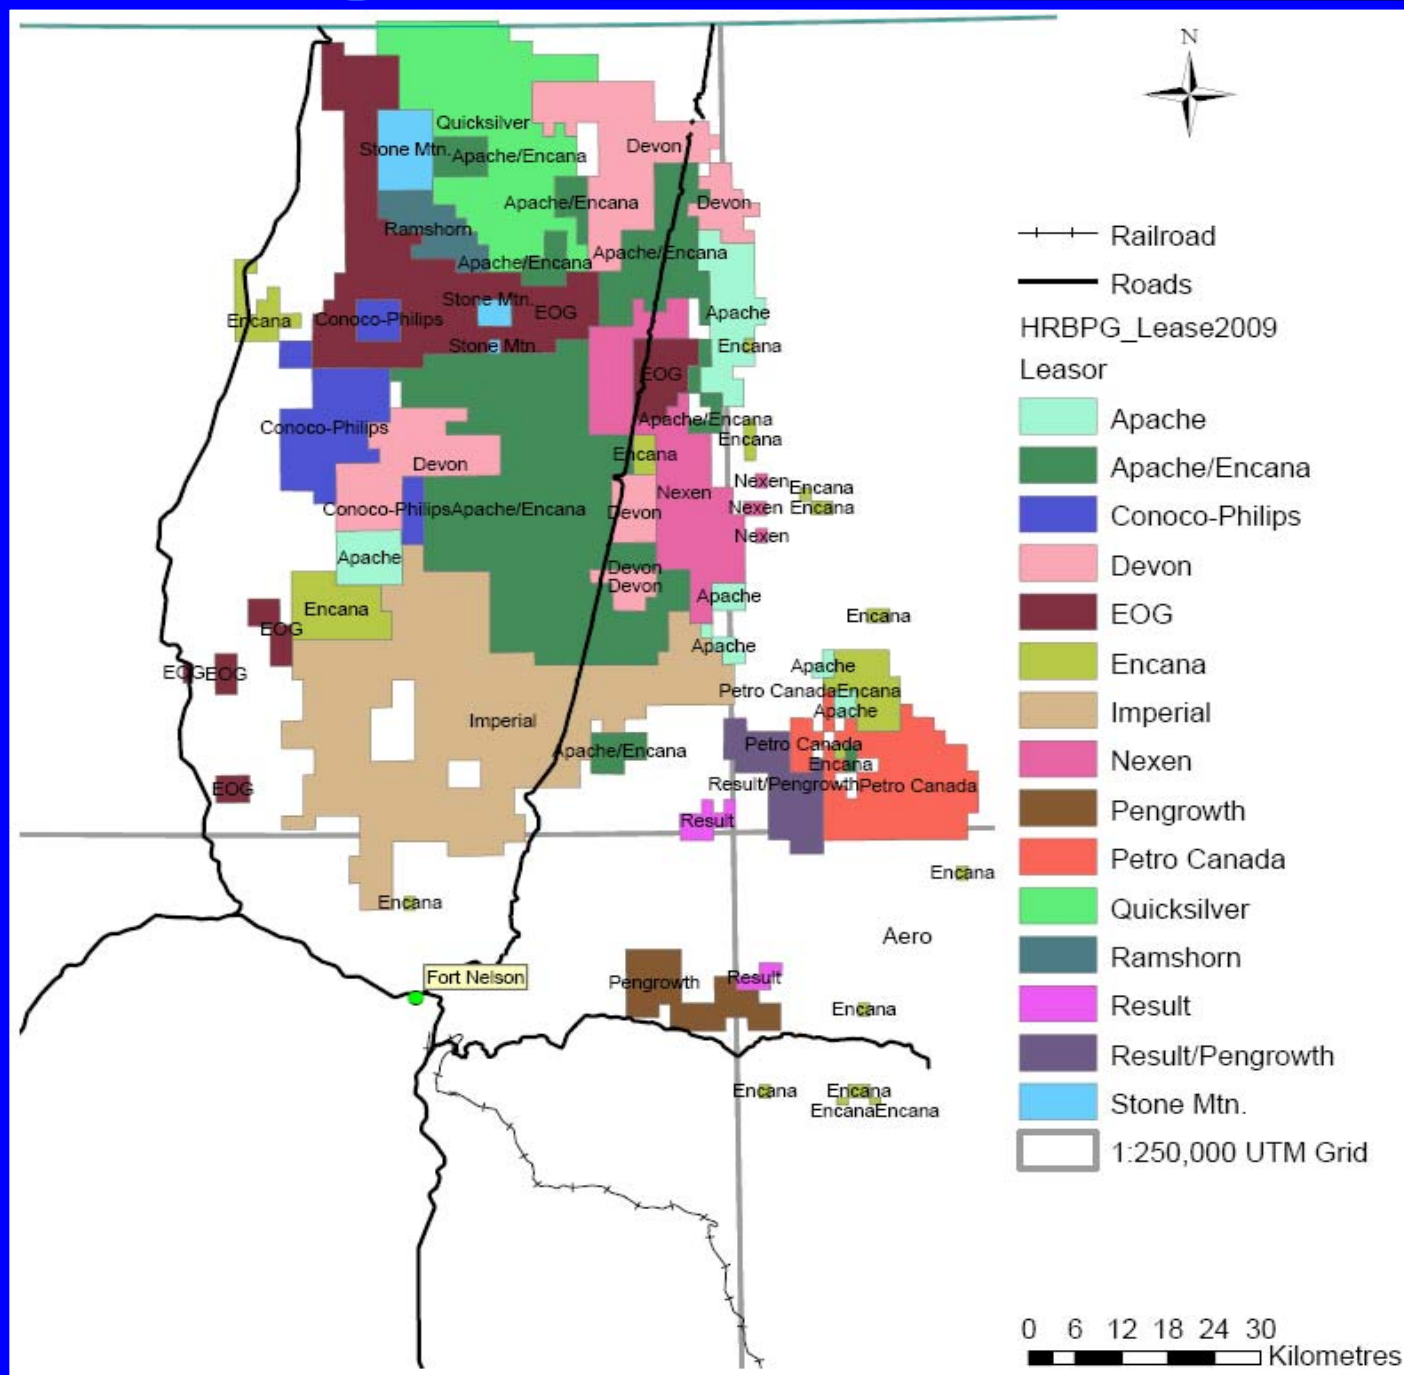 N
Quicksilver
Stone Mtn.
Apache/Encana
Devon
Apache/Encana
Devon
Ramshorn
Apache/Encana
Apache/Encana
Stone Mtn.
EOG
Apache
Encana
Conoco-Philips
Stone Mtn.
Encana
EOG
Conoco-Philips
Apache/Encana
Encana
Devon
Encana
Nexen
Nexen
Encana
Conoco-Philips
Apache/Encana
Devon
Nexen
Encana
Nexen
Apache
Devon
Devon
Apache
Encana
Encana
EOG
Apache
EOG
EOG
Apache
Petro Canada
Encana
Apache
Imperial
Apache/Encana
Petro Canada
Encana
EOG
Result/Pengrowth
Petro Canada
Result
Encana
Encana
Aero
Fort Nelson
Pengrowth
Result
Encana
Encana
Encana
Encana
Encana
Railroad
Roads
HRBPG_Lease2009
Leasor
Apache
Apache/Encana
Conoco-Philips
Devon
EOG
Encana
Imperial
Nexen
Pengrowth
Petro Canada
Quicksilver
Ramshorn
Result
Result/Pengrowth
Stone Mtn.
1:250,000 UTM Grid
0 6 12 18 24 30
Kilometres